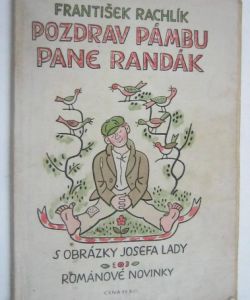 FRANTIŠEK RACHLÍK
POZDRAV PÁMBU
PANE RANDÁK
S OBRÁZKY JOSEFA LADY
ROMÁNOVÉ NOVINKY